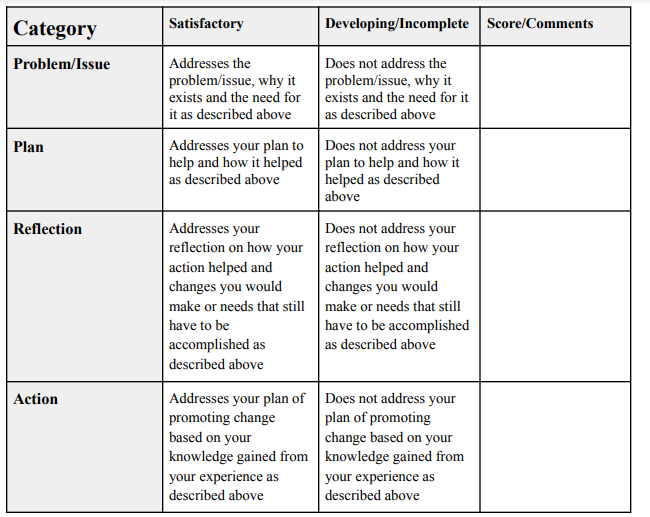 Category
Satisfactory
Developing/Incomplete
Score/Comments
Problem/Issue
Addresses the
problem/issue, why it
exists and the need for
it as described above
Does not address the
problem/issue, why it
exists and the need for it
as described above
Plan
Addresses your plan to
help and how it helped
as described above
Does not address your
plan to help and how it
helped as described
above
Reflection
Addresses your
reflection on how your
action helped and
changes you would
make or needs that still
have to be
accomplished as
described above
Does not address your
reflection on how your
action helped and
changes you would
make or needs that still
have to be accomplished
as described above
Action
Addresses your plan of
promoting change
based on your
knowledge gained from
your experience as
described above
Does not address your
plan of promoting
change based on your
knowledge gained from
your experience as
described above